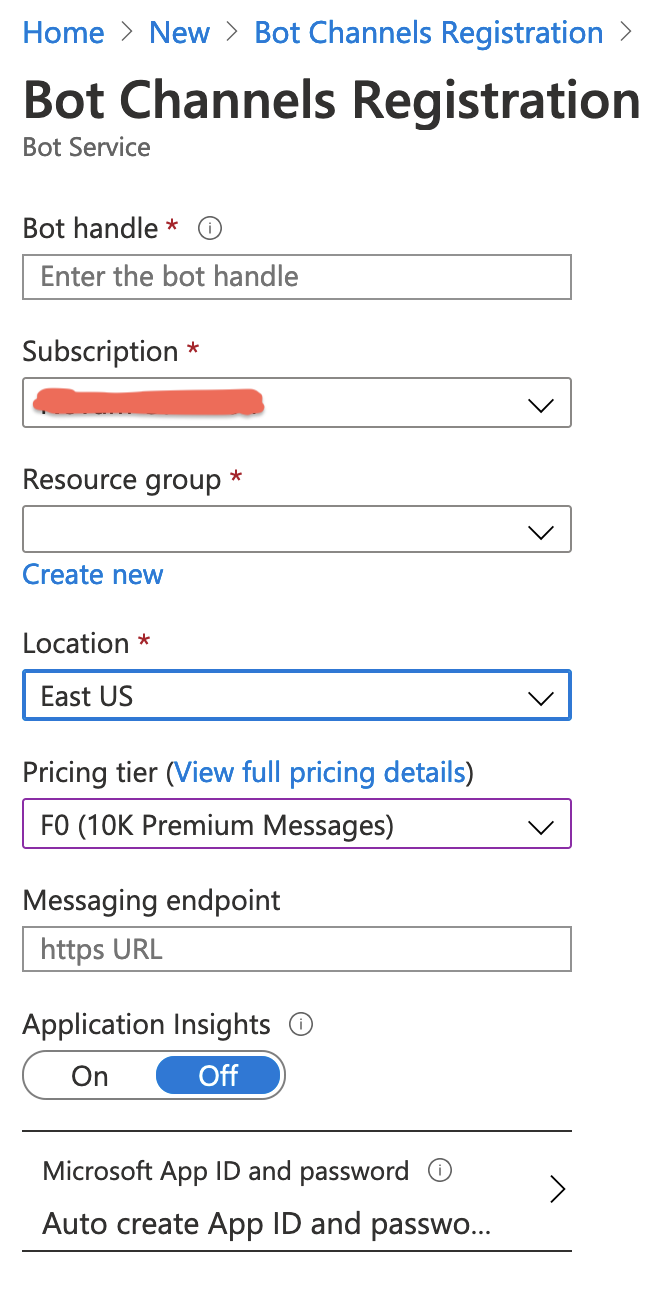 Home > New > Bot Channels Registration >
Bot Channels Registration
Bot Service
Bot handle *
Enter the bot handle
Subscription *
Resource group *
Create new
Location *
East US
Pricing tier (View full pricing details)
F0 (10K Premium Messages)
Messaging endpoint
https URL
Application Insights
On Off
Microsoft App ID and password
Auto create App ID and passwo...